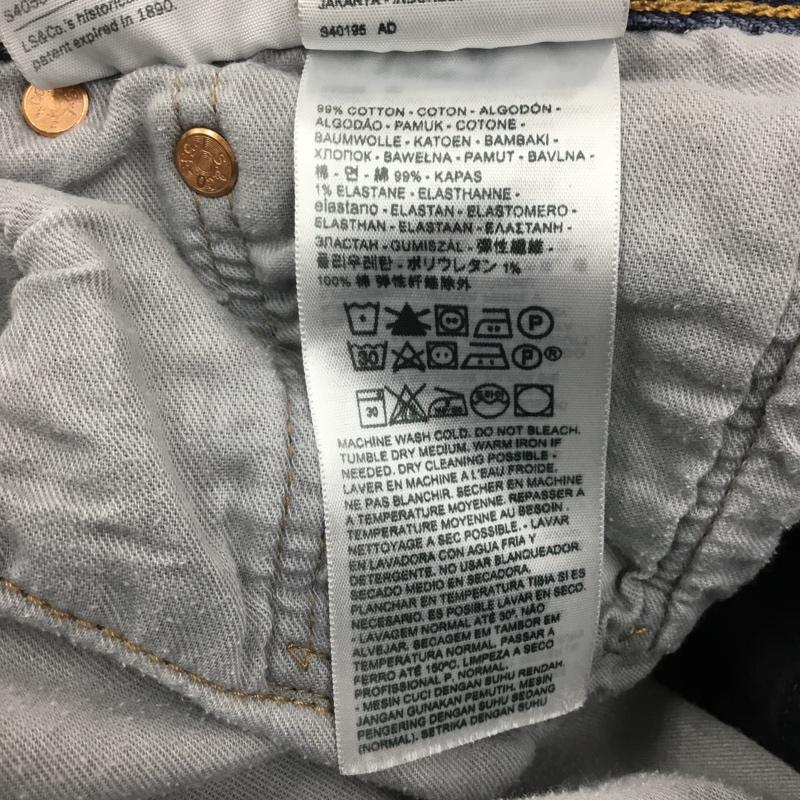 S4050
LS&Co.'s historica
patent expired in 1890.
JAKARTA - INDONESIA
S40195 AD
99% COTTON - COTON - ALGODÓN -
ALGODÃO - PAMUK - COTONE -
BAUMWOLLE - KATOEN - BAMBAKI -
ХЛОПОК - BAWEŁNA - PAMUT - BAVLNA -
棉 - 면 - 綿 99% - KAPAS
1% ELASTANE - ELASTHANNE -
elastano - ELASTAN - ELASTOMERO -
ELASTHAN - ELASTAAN - ΕΛΑΣΤΑΝΗ -
ЭЛАСТАН - GUMISZÁL - 彈性纖維 -
폴리우레탄 - ポリウレタン 1%
100% 棉 弹性纤维除外
P
30 P ®
30
MACHINE WASH COLD. DO NOT BLEACH.
TUMBLE DRY MEDIUM. WARM IRON IF
NEEDED. DRY CLEANING POSSIBLE -
LAVER EN MACHINE A L'EAU FROIDE.
NE PAS BLANCHIR. SECHER EN MACHINE
A TEMPERATURE MOYENNE. REPASSER A
TEMPERATURE MOYENNE AU BESOIN .
NETTOYAGE A SEC POSSIBLE. - LAVAR
EN LAVADORA CON AGUA FRIA Y
DETERGENTE. NO USAR BLANQUEADOR.
SECADO MEDIO EN SECADORA.
PLANCHAR EN TEMPERATURA TIBIA SI ES
NECESARIO. ES POSIBLE LAVAR EN SECO.
- LAVAGEM NORMAL ATÉ 30º. NÃO
ALVEJAR. SECAGEM EM TAMBOR EM
TEMPERATURA NORMAL. PASSAR A
FERRO ATÉ 150ºC. LIMPEZA A SECO
PROFISSIONAL P. NORMAL.
- MESIN CUCI DENGAN SUHU RENDAH.
JANGAN GUNAKAN PEMUTIH. MESIN
PENGERING DENGAN SUHU SEDANG
(NORMAL). SETRIKA DENGAN SUHU